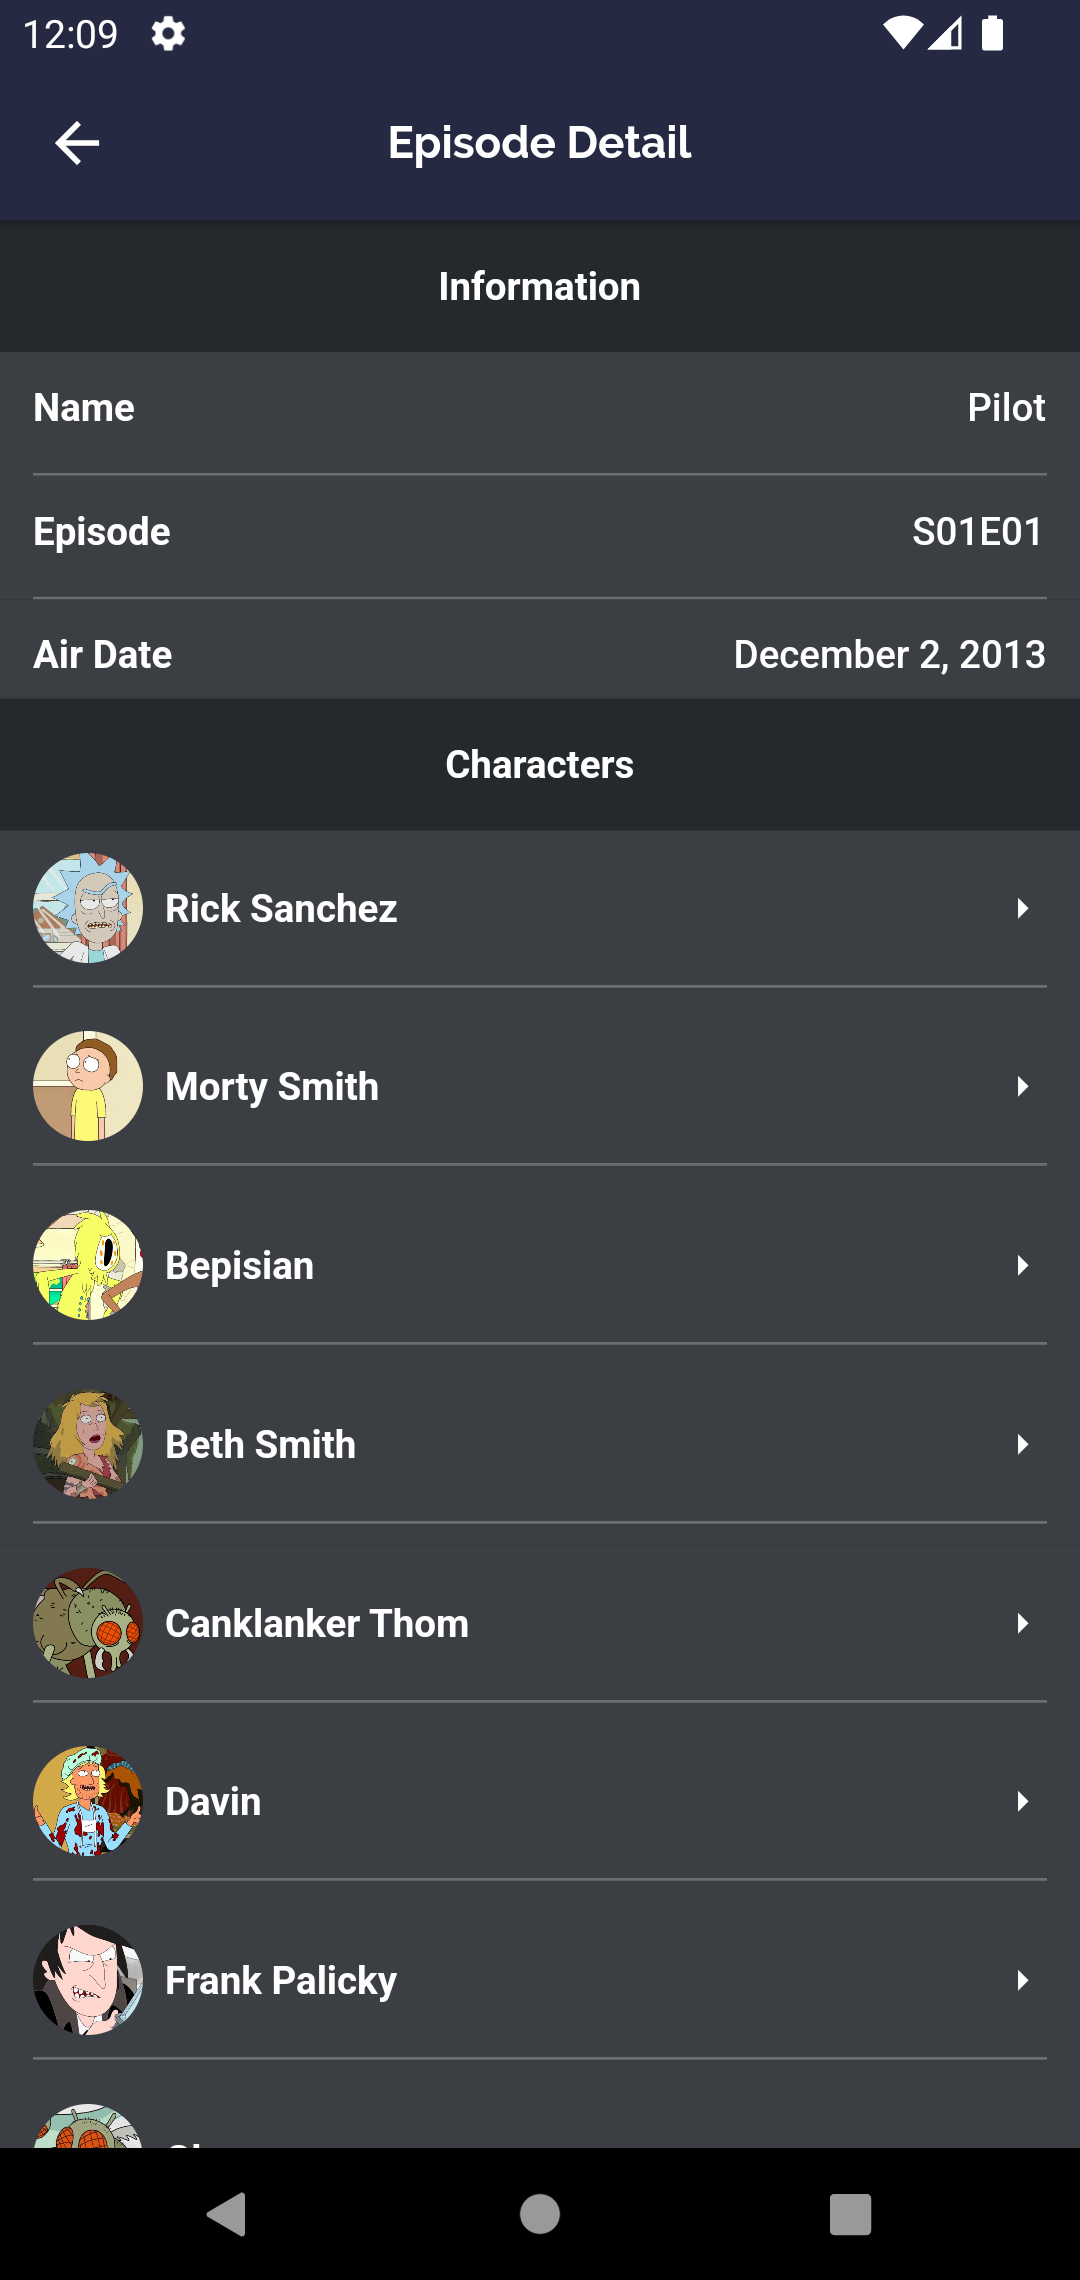 12:09
Episode Detail
Information
Name
Pilot
Episode
S01E01
Air Date
December 2, 2013
Characters
Rick Sanchez
Morty Smith
Bepisian
Beth Smith
Canklanker Thom
Davin
Frank Palicky